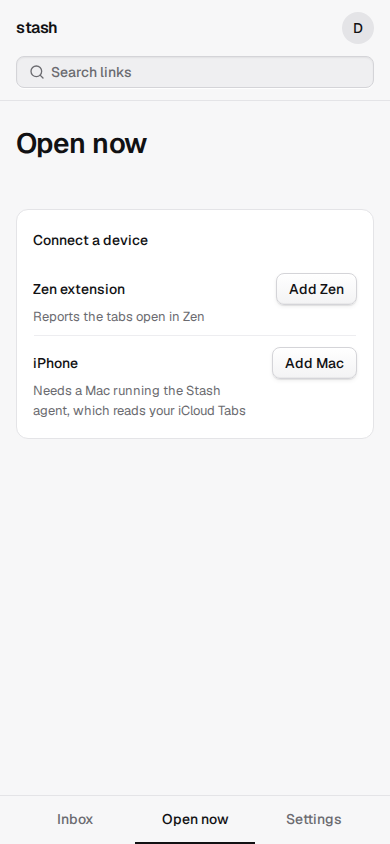 stash
D
Search links
Open now
Connect a device
Zen extension
Add Zen
Reports the tabs open in Zen
iPhone
Add Mac
Needs a Mac running the Stash
agent, which reads your iCloud Tabs
Inbox
Open now
Settings